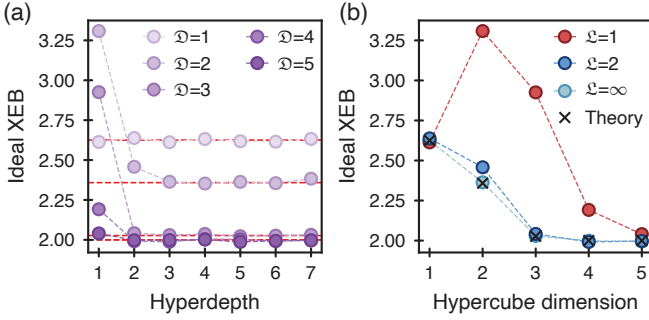 (a)
Ideal XEB
3.25
3.00
2.75
2.50
2.25
2.00
𝔇=1
𝔇=2
𝔇=3
𝔇=4
𝔇=5
1 2 3 4 5 6 7
Hyperdepth
(b)
Ideal XEB
3.25
3.00
2.75
2.50
2.25
2.00
𝔏=1
𝔏=2
𝔏=∞
Theory
1 2 3 4 5
Hypercube dimension